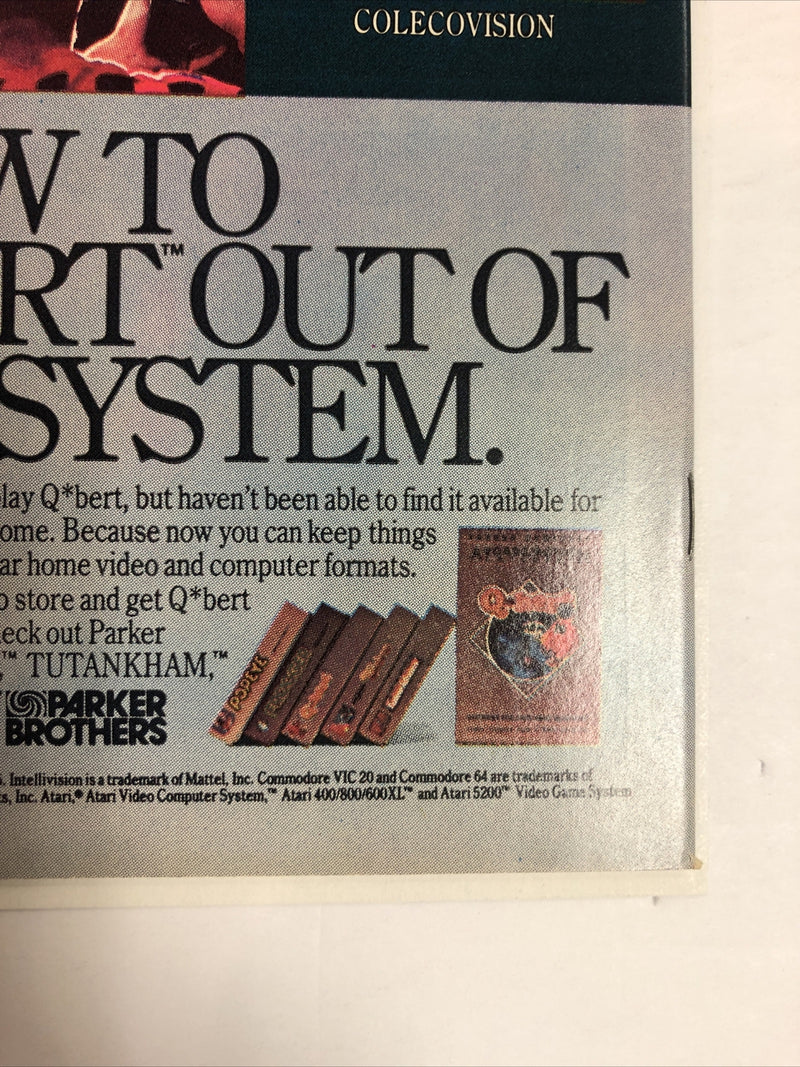 COLECOVISION
W TO
RT™ OUT OF
SYSTEM.
lay Q*bert, but haven't been able to find it available for
ome. Because now you can keep things
ar home video and computer formats.
o store and get Q*bert
eck out Parker
,™ TUTANKHAM,™
PARKER
BROTHERS
POPEYE
. Intellivision is a trademark of Mattel, Inc. Commodore VIC 20 and Commodore 64 are trademarks of
s, Inc. Atari,® Atari Video Computer System,™ Atari 400/800/600XL™ and Atari 5200™ Video Game System